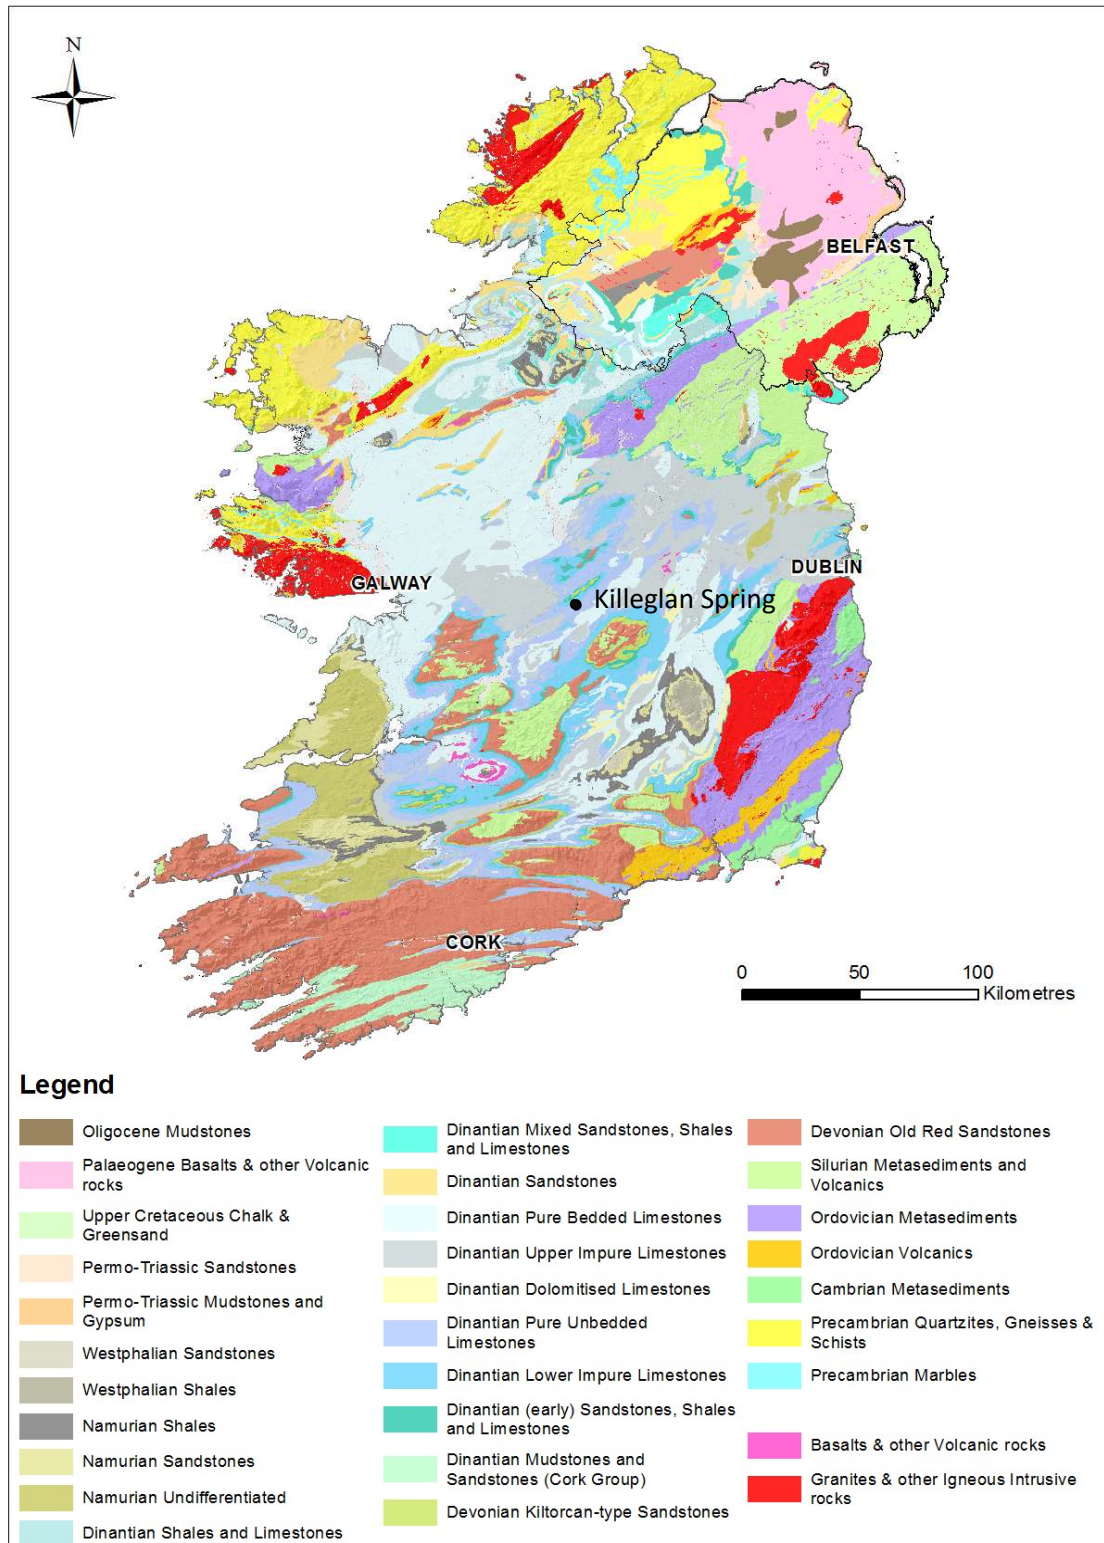 N
BELFAST
DUBLIN
GALWAY
Killeglan Spring
CORK
0 50 100
Kilometres
Legend
Oligocene Mudstones
Palaeogene Basalts & other Volcanic
rocks
Upper Cretaceous Chalk &
Greensand
Permo-Triassic Sandstones
Permo-Triassic Mudstones and
Gypsum
Westphalian Sandstones
Westphalian Shales
Namurian Shales
Namurian Sandstones
Namurian Undifferentiated
Dinantian Shales and Limestones
Dinantian Mixed Sandstones, Shales
and Limestones
Dinantian Sandstones
Dinantian Pure Bedded Limestones
Dinantian Upper Impure Limestones
Dinantian Dolomitised Limestones
Dinantian Pure Unbedded
Limestones
Dinantian Lower Impure Limestones
Dinantian (early) Sandstones, Shales
and Limestones
Dinantian Mudstones and
Sandstones (Cork Group)
Devonian Kiltorcan-type Sandstones
Devonian Old Red Sandstones
Silurian Metasediments and
Volcanics
Ordovician Metasediments
Ordovician Volcanics
Cambrian Metasediments
Precambrian Quartzites, Gneisses &
Schists
Precambrian Marbles
Basalts & other Volcanic rocks
Granites & other Igneous Intrusive
rocks